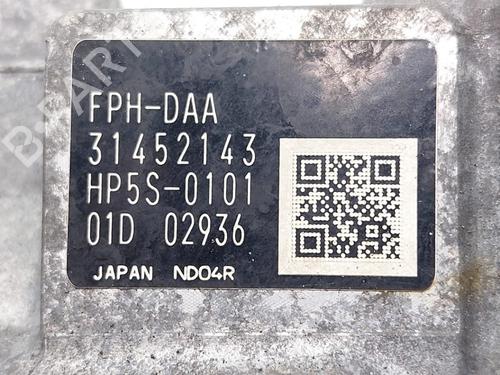 FPH-DAA
31452143
HP5S-0101
01D 02936
JAPAN ND04R